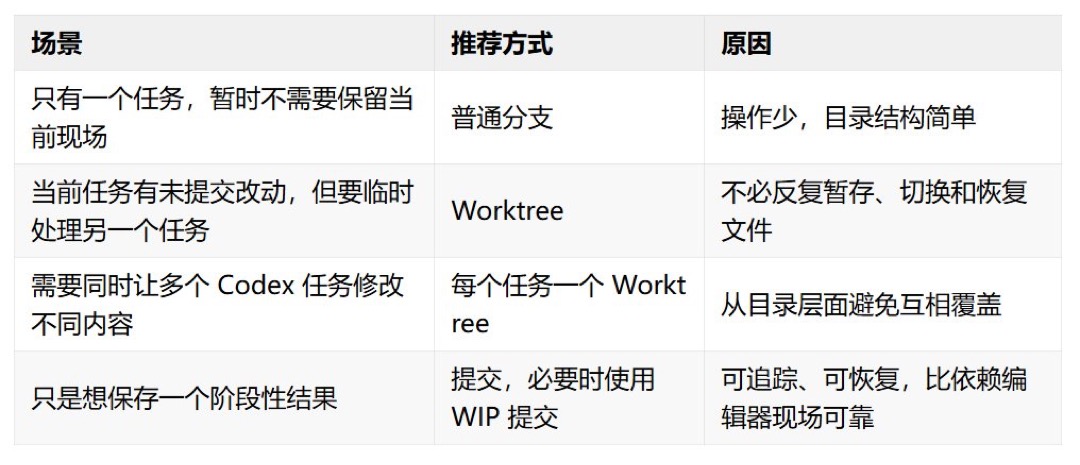 场景
推荐方式
原因
只有一个任务，暂时不需要保留当
前现场
普通分支
操作少，目录结构简单
当前任务有未提交改动，但要临时
处理另一个任务
Worktree
不必反复暂存、切换和恢复
文件
需要同时让多个 Codex 任务修改
不同内容
每个任务一个 Workt
ree
从目录层面避免互相覆盖
只是想保存一个阶段性结果
提交，必要时使用
WIP 提交
可追踪、可恢复，比依赖编
辑器现场可靠